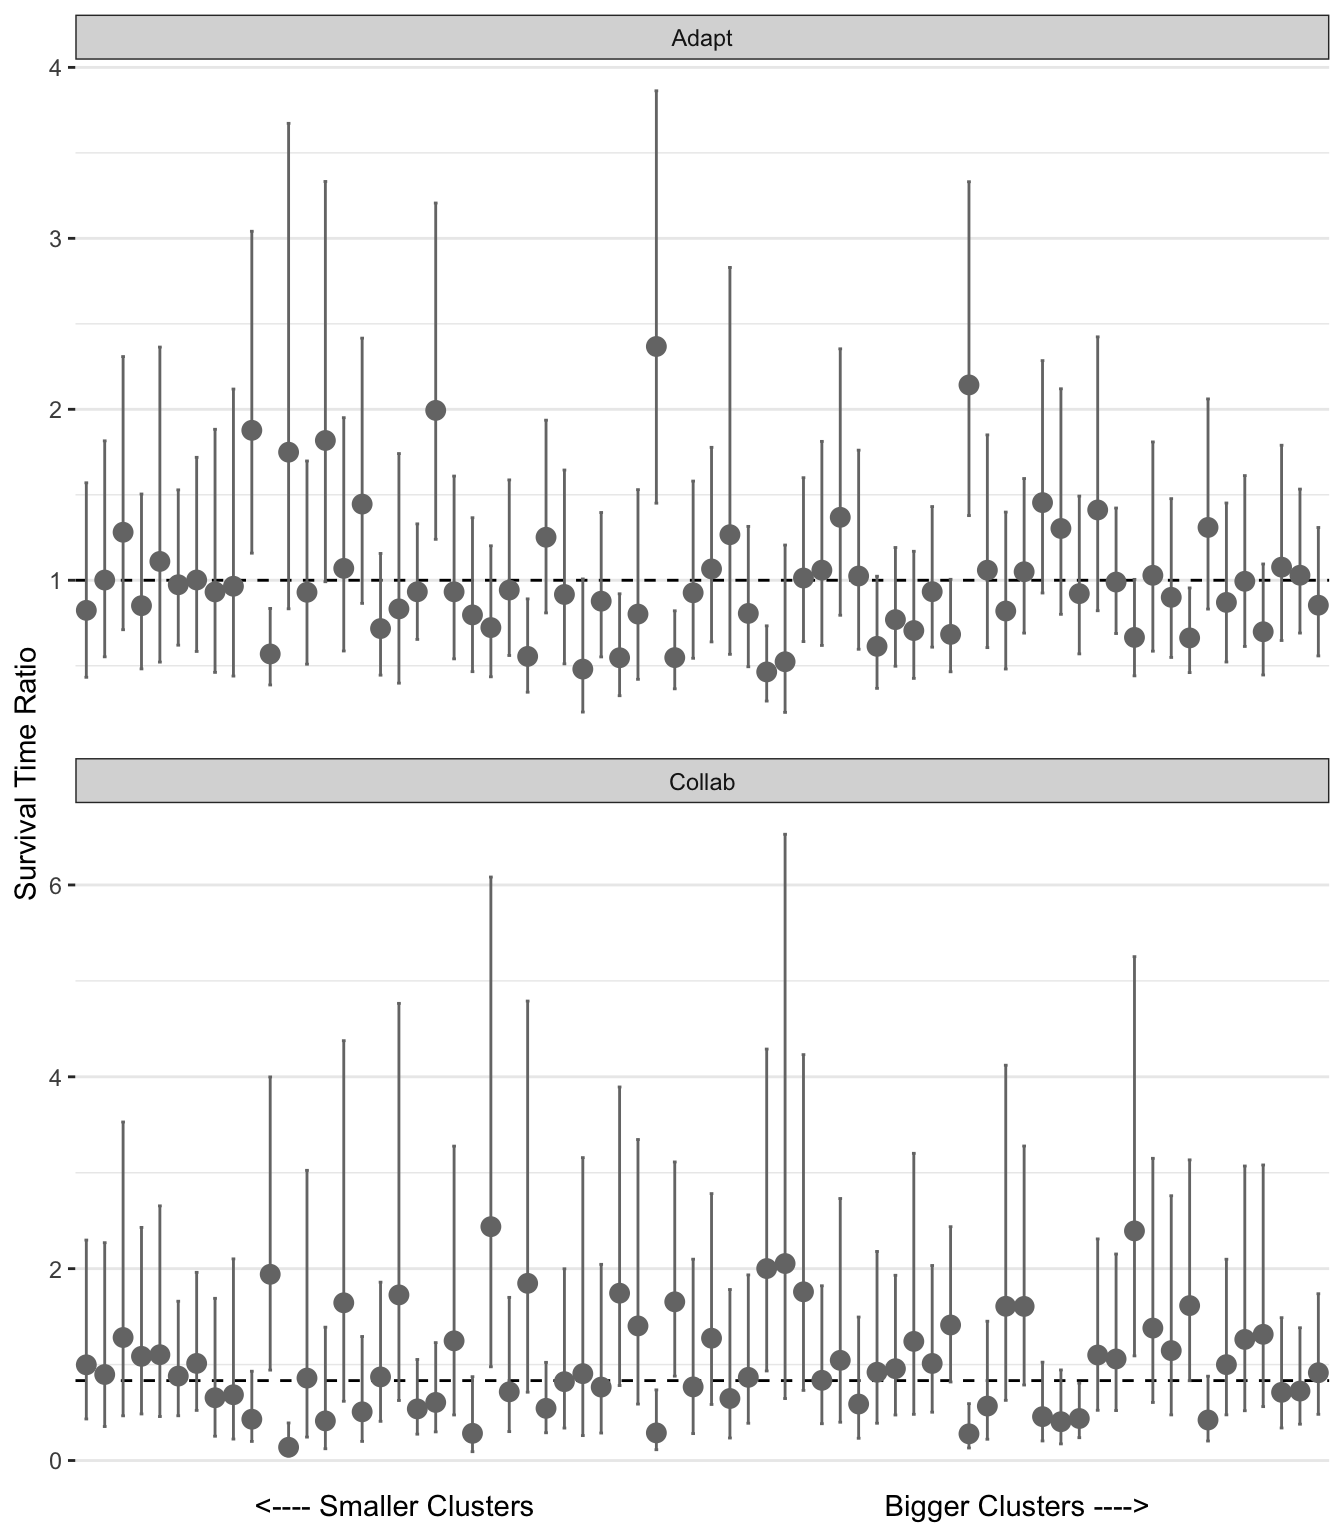 Adapt
4
3
2
1
Survival Time Ratio
Collab
6
4
2
0
<---- Smaller Clusters
Bigger Clusters ---->